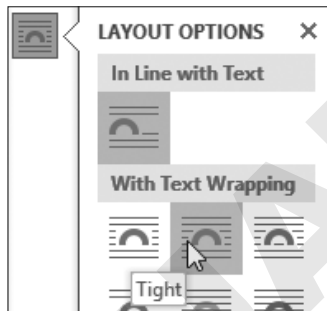 LAYOUT OPTIONS ×
In Line with Text
With Text Wrapping
Tight